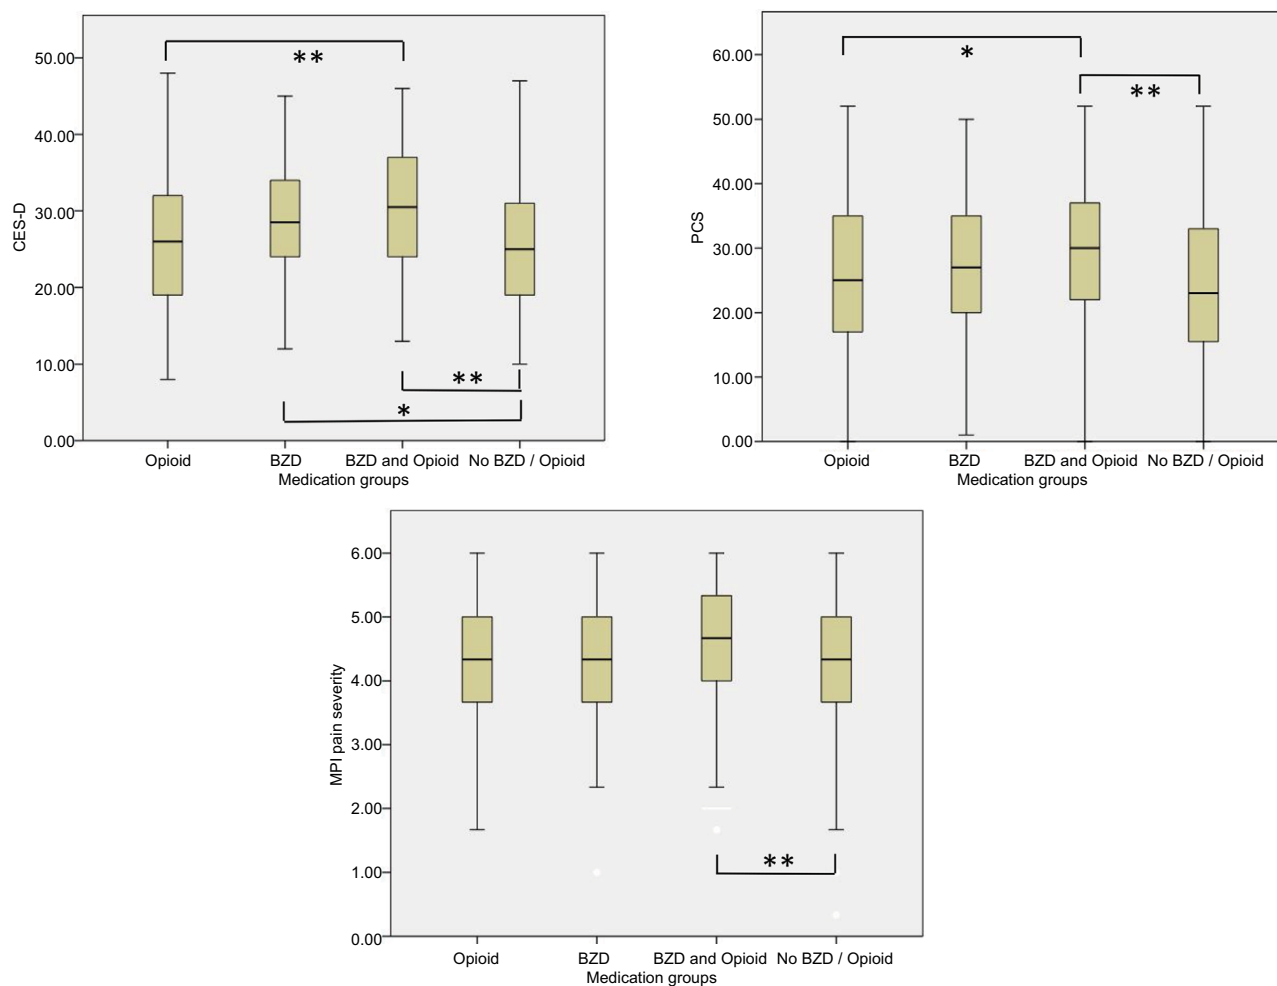 **
50.00
40.00
30.00
20.00
10.00
0.00
CES-D
**
*
Opioid BZD BZD and Opioid No BZD / Opioid
Medication groups
*
**
60.00
50.00
40.00
30.00
20.00
10.00
0.00
PCS
Opioid BZD BZD and Opioid No BZD / Opioid
Medication groups
6.00
5.00
4.00
3.00
2.00
1.00
0.00
MPI pain severity
**
Opioid BZD BZD and Opioid No BZD / Opioid
Medication groups